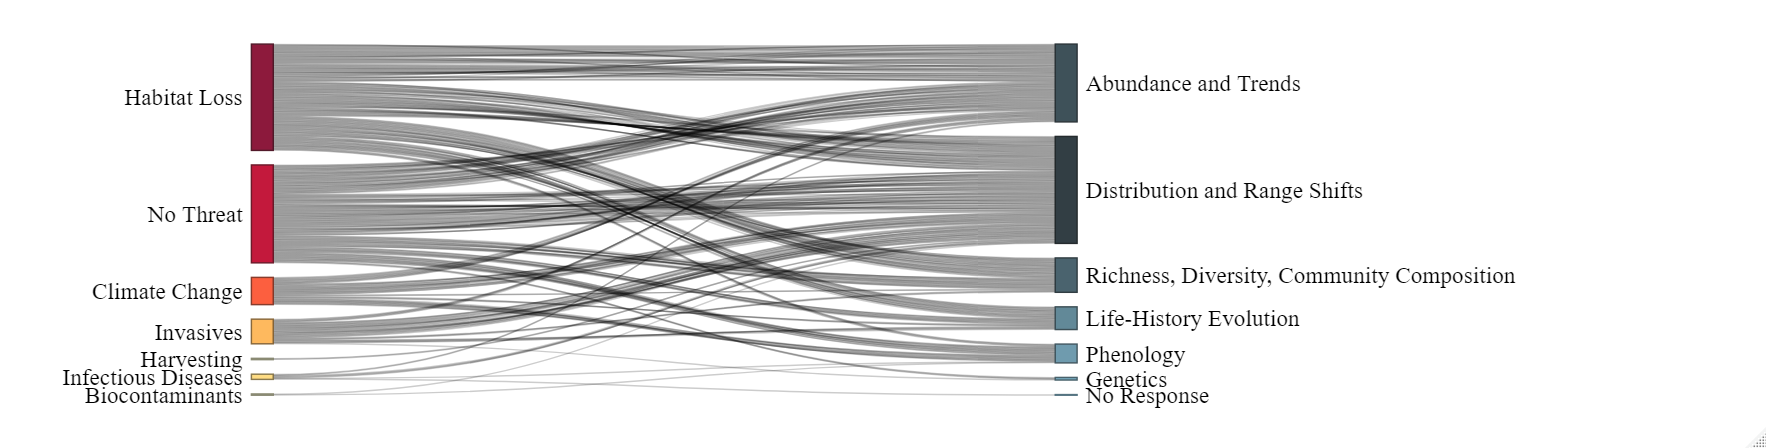 Habitat Loss
No Threat
Climate Change
Invasives
Harvesting
Infectious Diseases
Biocontaminants
Abundance and Trends
Distribution and Range Shifts
Richness, Diversity, Community Composition
Life-History Evolution
Phenology
Genetics
No Response